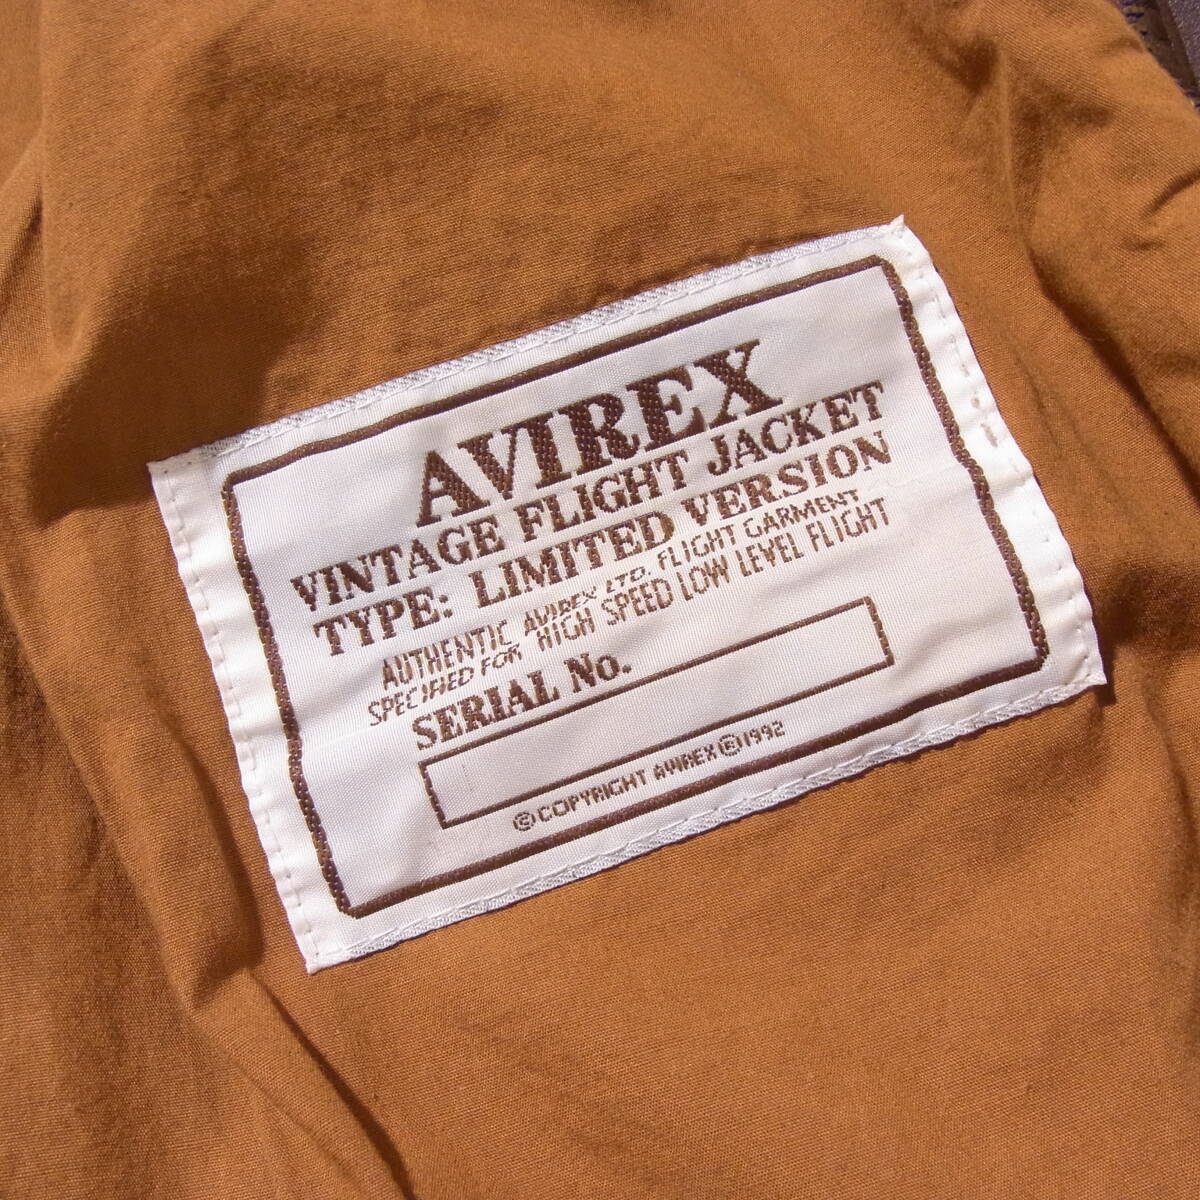 AVIREX
VINTAGE FLIGHT JACKET
TYPE: LIMITED VERSION
AUTHENTIC AVIREX LTD. FLIGHT GARMENT
SPECIFIED FOR HIGH SPEED LOW LEVEL FLIGHT
SERIAL No.
©COPYRIGHT AVIREX©1992